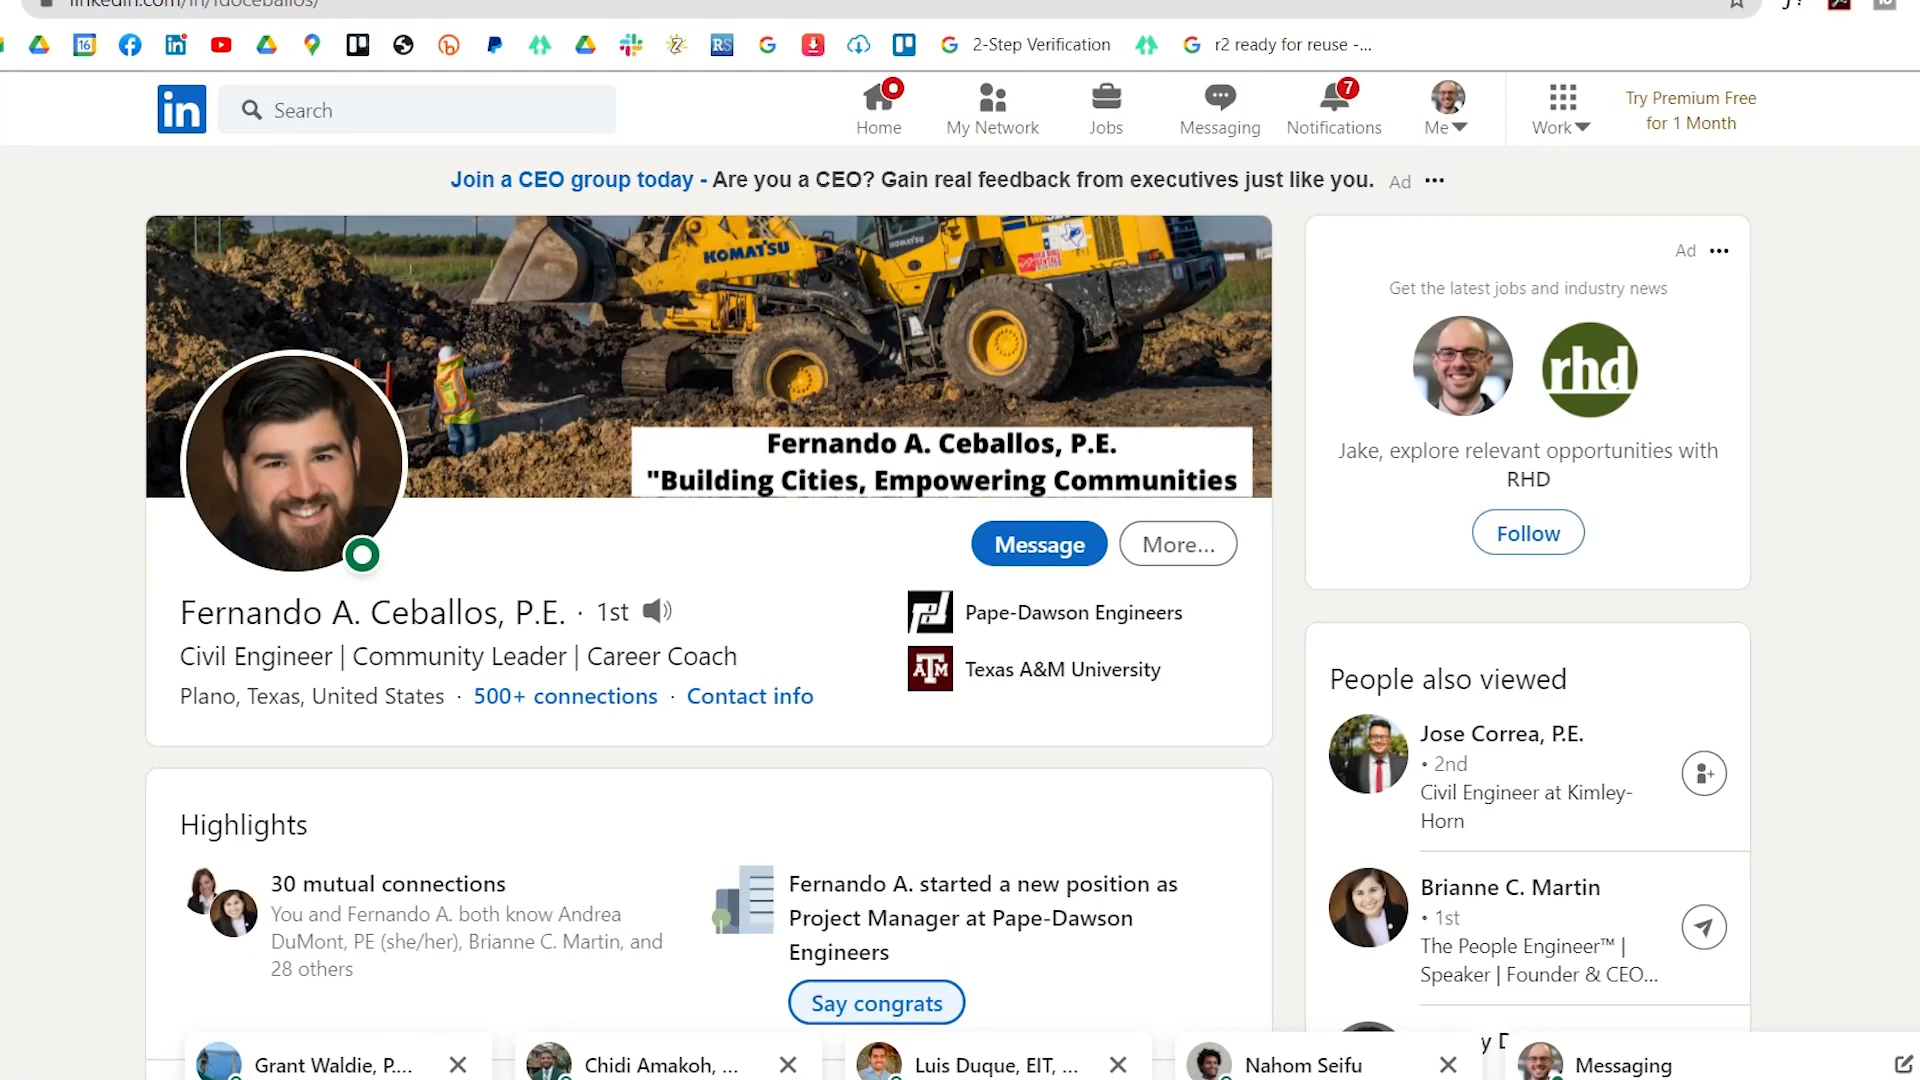 linkedin.com/in/fdoceballos/
2-Step Verification
r2 ready for reuse -...
in
Search
Home
My Network
Jobs
Messaging
7
Notifications
Me
Work
Try Premium Free
for 1 Month
Join a CEO group today - Are you a CEO? Gain real feedback from executives just like you. Ad
KOMATSU
Fernando A. Ceballos, P.E.
"Building Cities, Empowering Communities
Message
More...
Fernando A. Ceballos, P.E. · 1st
Civil Engineer | Community Leader | Career Coach
Plano, Texas, United States · 500+ connections · Contact info
Pape-Dawson Engineers
Texas A&M University
Highlights
30 mutual connections
You and Fernando A. both know Andrea
DuMont, PE (she/her), Brianne C. Martin, and
28 others
Fernando A. started a new position as
Project Manager at Pape-Dawson
Engineers
Say congrats
Ad
Get the latest jobs and industry news
rhd
Jake, explore relevant opportunities with
RHD
Follow
People also viewed
Jose Correa, P.E.
• 2nd
Civil Engineer at Kimley-
Horn
Brianne C. Martin
• 1st
The People Engineer™ |
Speaker | Founder & CEO...
Grant Waldie, P....
Chidi Amakoh, ...
Luis Duque, EIT, ...
Nahom Seifu
Messaging